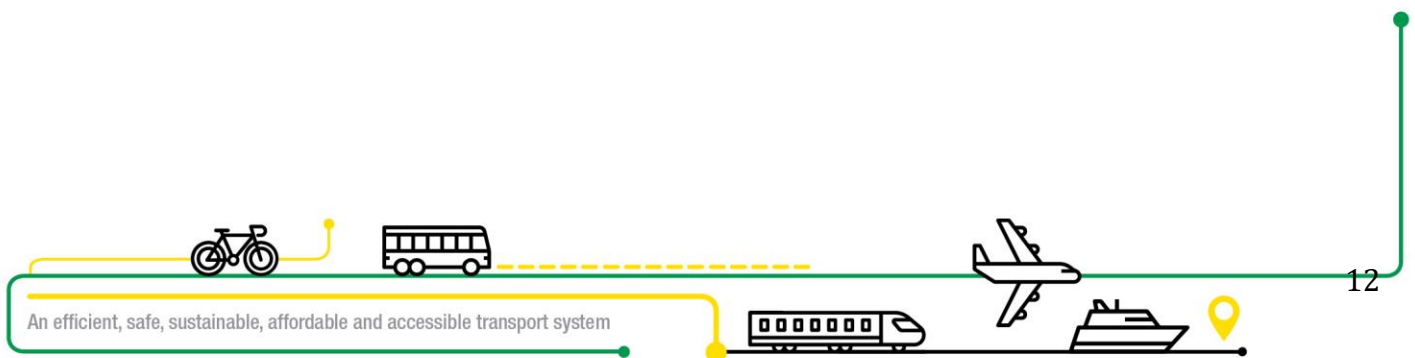 12
An efficient, safe, sustainable, affordable and accessible transport system